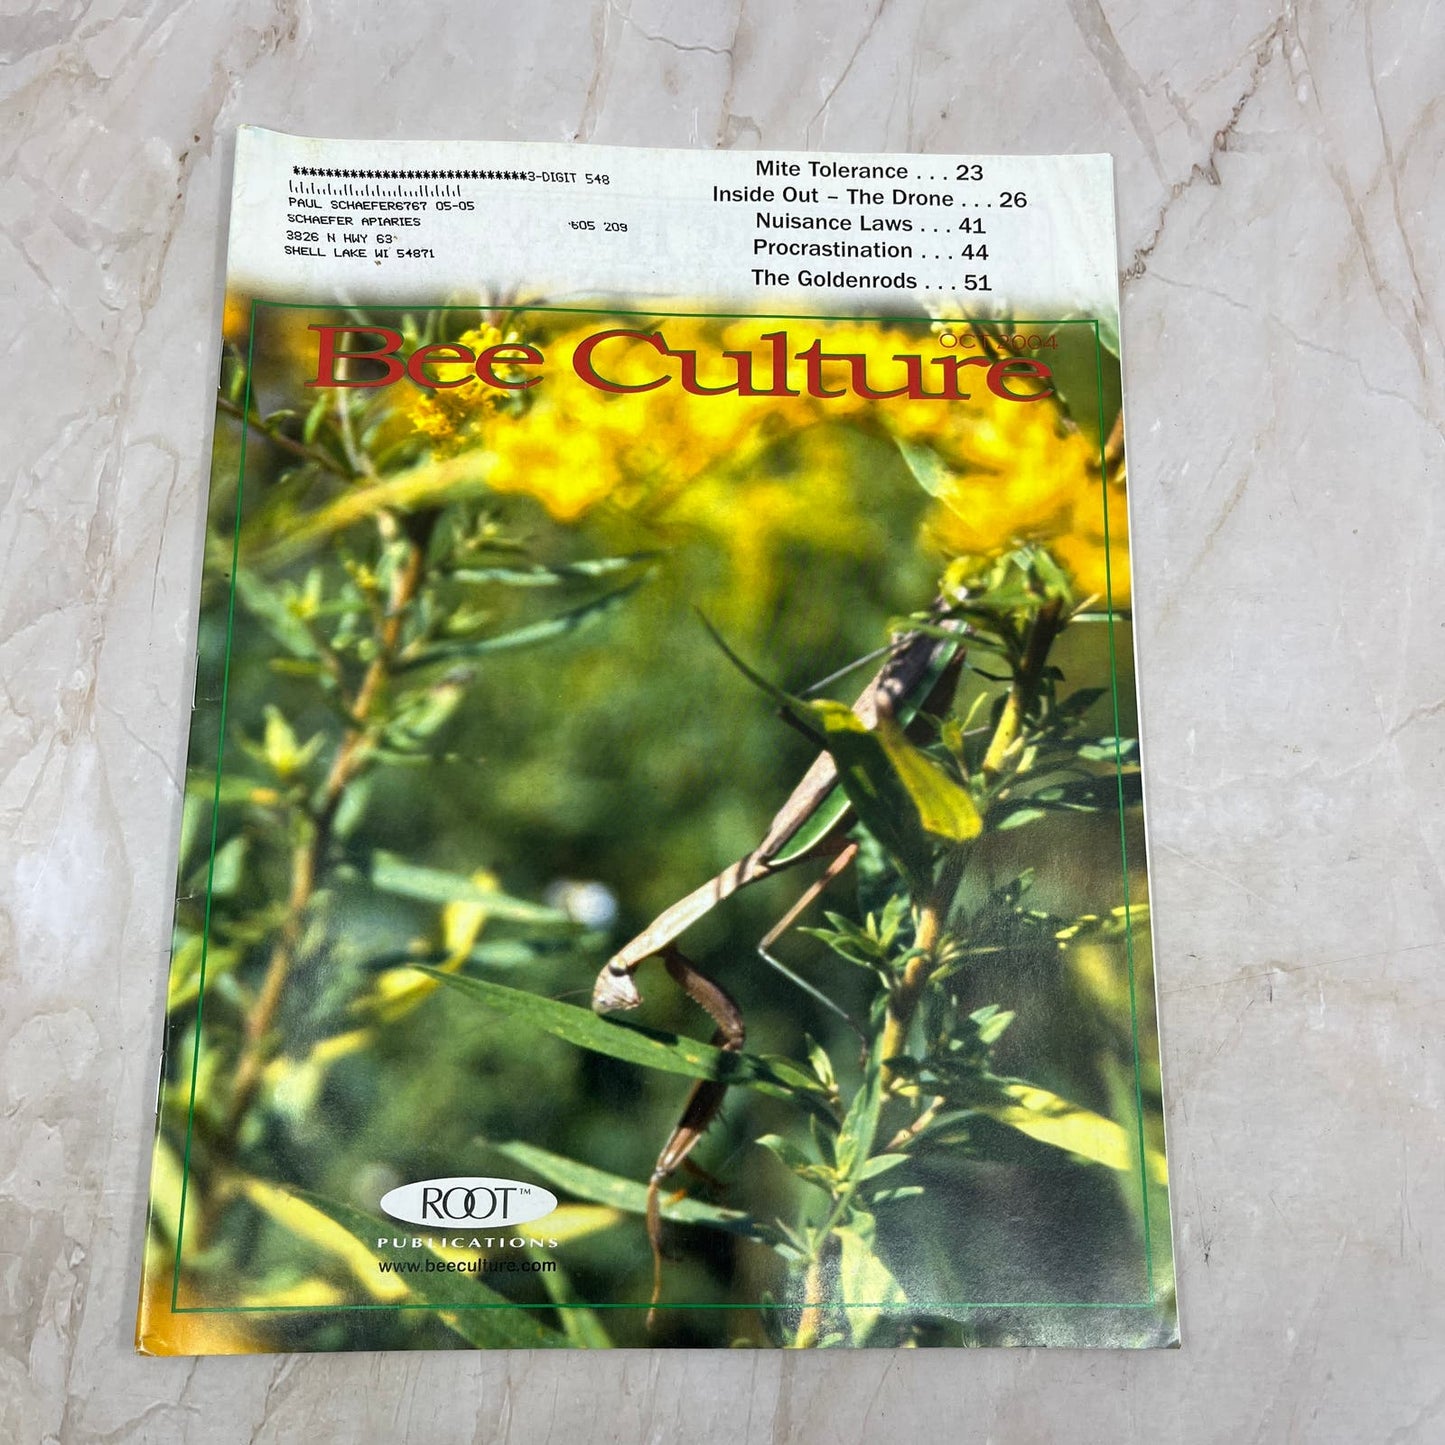 ******************************3-DIGIT 548
PAUL SCHAEFER6767 05-05
SCHAEFER APIARIES
605 209
3826 N HWY 63
SHELL LAKE WI 54871
Mite Tolerance . . . 23
Inside Out – The Drone . . . 26
Nuisance Laws . . . 41
Procrastination . . . 44
The Goldenrods . . . 51
OCT 2004
Bee Culture
ROOT™
PUBLICATIONS
www.beeculture.com